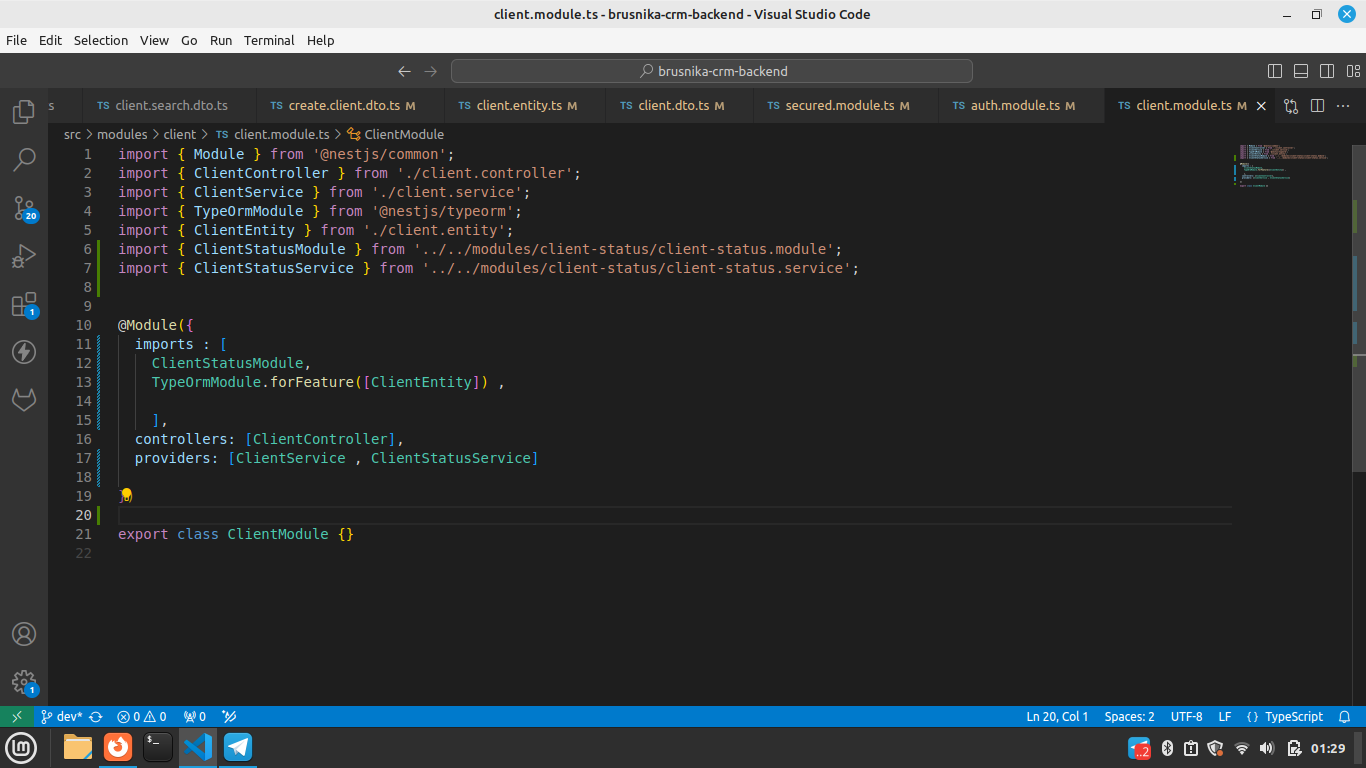 client.module.ts - brusnika-crm-backend - Visual Studio Code
File Edit Selection View Go Run Terminal Help
brusnika-crm-backend
s TS client.search.dto.ts TS create.client.dto.ts M TS client.entity.ts M TS client.dto.ts M TS secured.module.ts M TS auth.module.ts M TS client.module.ts M
src > modules > client > TS client.module.ts > ClientModule
1 import { Module } from '@nestjs/common';
2 import { ClientController } from './client.controller';
3 import { ClientService } from './client.service';
4 import { TypeOrmModule } from '@nestjs/typeorm';
5 import { ClientEntity } from './client.entity';
6 import { ClientStatusModule } from '../../modules/client-status/client-status.module';
7 import { ClientStatusService } from '../../modules/client-status/client-status.service';
8
9
10 @Module({
11 imports : [
12 ClientStatusModule,
13 TypeOrmModule.forFeature([ClientEntity]) ,
14
15 ],
16 controllers: [ClientController],
17 providers: [ClientService , ClientStatusService]
18
19 })
20
21 export class ClientModule {}
22
20
1
1
dev* 0 0 0 Ln 20, Col 1 Spaces: 2 UTF-8 LF {} TypeScript
lm $_ ..2 01:29